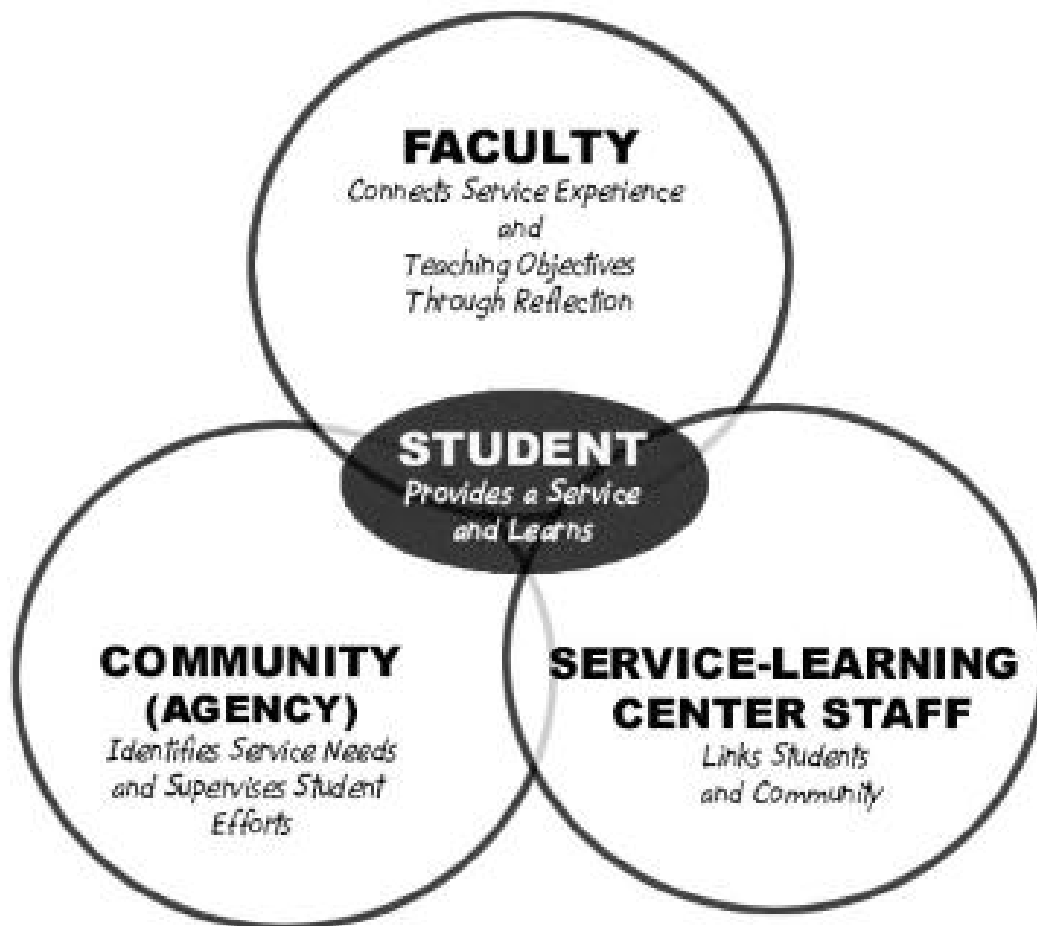 FACULTY
Connects Service Experience
and
Teaching Objectives
Through Reflection
STUDENT
Provides a Service
and Learns
COMMUNITY
(AGENCY)
Identifies Service Needs
and Supervises Student
Efforts
SERVICE-LEARNING
CENTER STAFF
Links Students
and Community